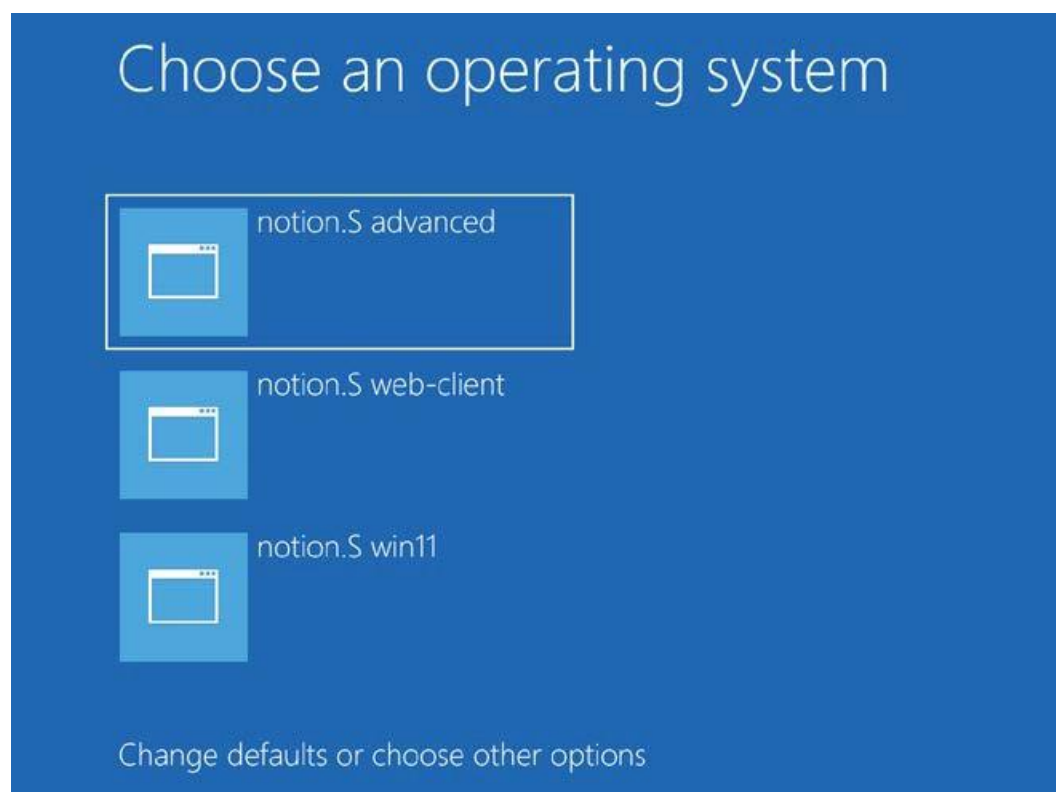 Choose an operating system
notion.S advanced
notion.S web-client
notion.S win11
Change defaults or choose other options